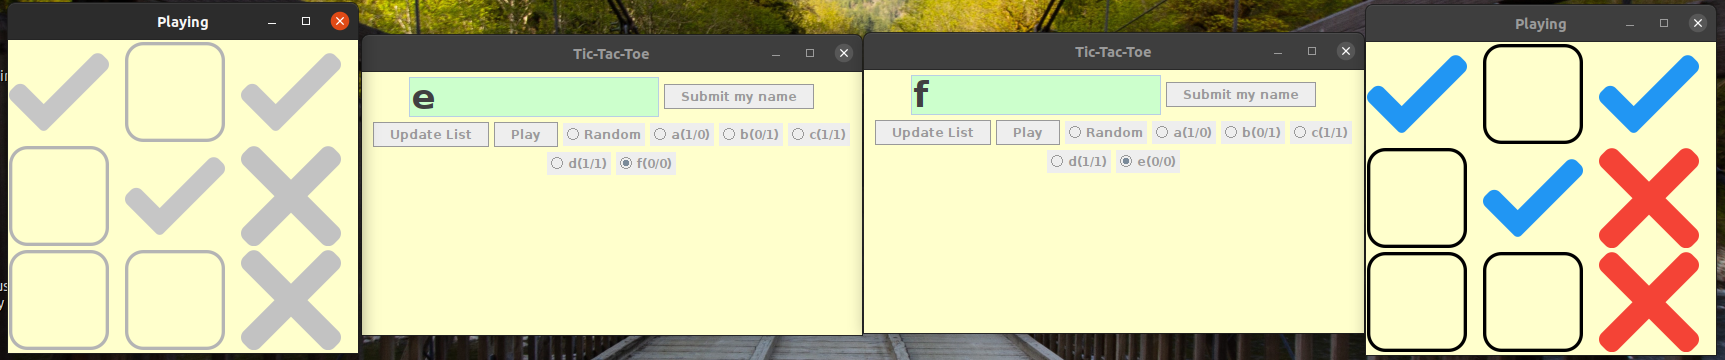 Playing
Tic-Tac-Toe
e Submit my name
Update List Play Random a(1/0) b(0/1) c(1/1)
d(1/1) f(0/0)
Tic-Tac-Toe
f Submit my name
Update List Play Random a(1/0) b(0/1) c(1/1)
d(1/1) e(0/0)
Playing